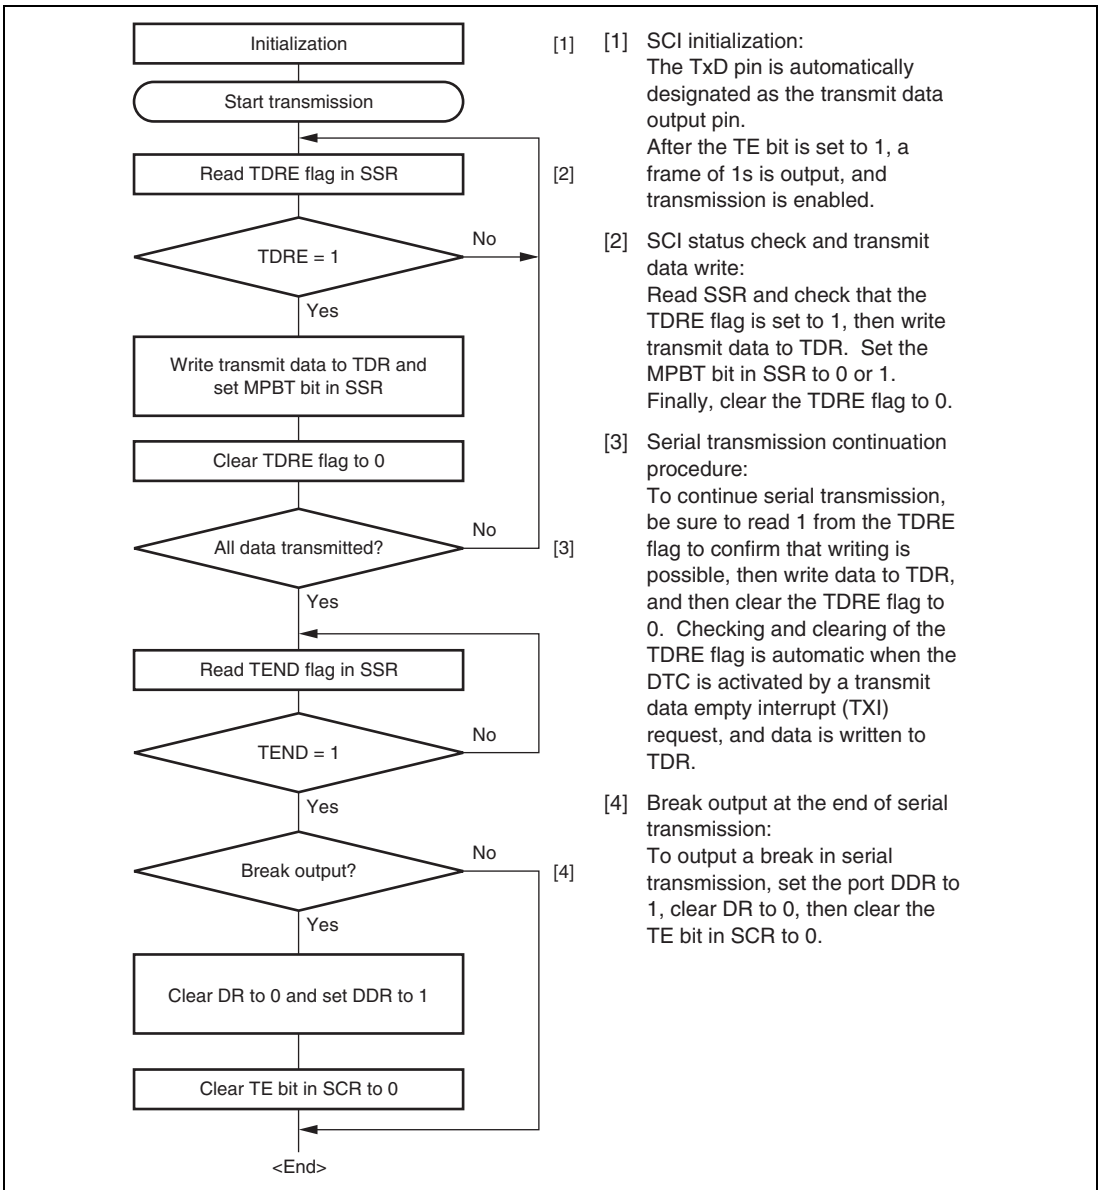 Initialization
[1]
Start transmission
Read TDRE flag in SSR
[2]
TDRE = 1
No
Yes
Write transmit data to TDR and
set MPBT bit in SSR
Clear TDRE flag to 0
All data transmitted?
No
[3]
Yes
Read TEND flag in SSR
TEND = 1
No
Yes
Break output?
No
[4]
Yes
Clear DR to 0 and set DDR to 1
Clear TE bit in SCR to 0
<End>
[1] SCI initialization:
The TxD pin is automatically
designated as the transmit data
output pin.
After the TE bit is set to 1, a
frame of 1s is output, and
transmission is enabled.
[2] SCI status check and transmit
data write:
Read SSR and check that the
TDRE flag is set to 1, then write
transmit data to TDR. Set the
MPBT bit in SSR to 0 or 1.
Finally, clear the TDRE flag to 0.
[3] Serial transmission continuation
procedure:
To continue serial transmission,
be sure to read 1 from the TDRE
flag to confirm that writing is
possible, then write data to TDR,
and then clear the TDRE flag to
0. Checking and clearing of the
TDRE flag is automatic when the
DTC is activated by a transmit
data empty interrupt (TXI)
request, and data is written to
TDR.
[4] Break output at the end of serial
transmission:
To output a break in serial
transmission, set the port DDR to
1, clear DR to 0, then clear the
TE bit in SCR to 0.